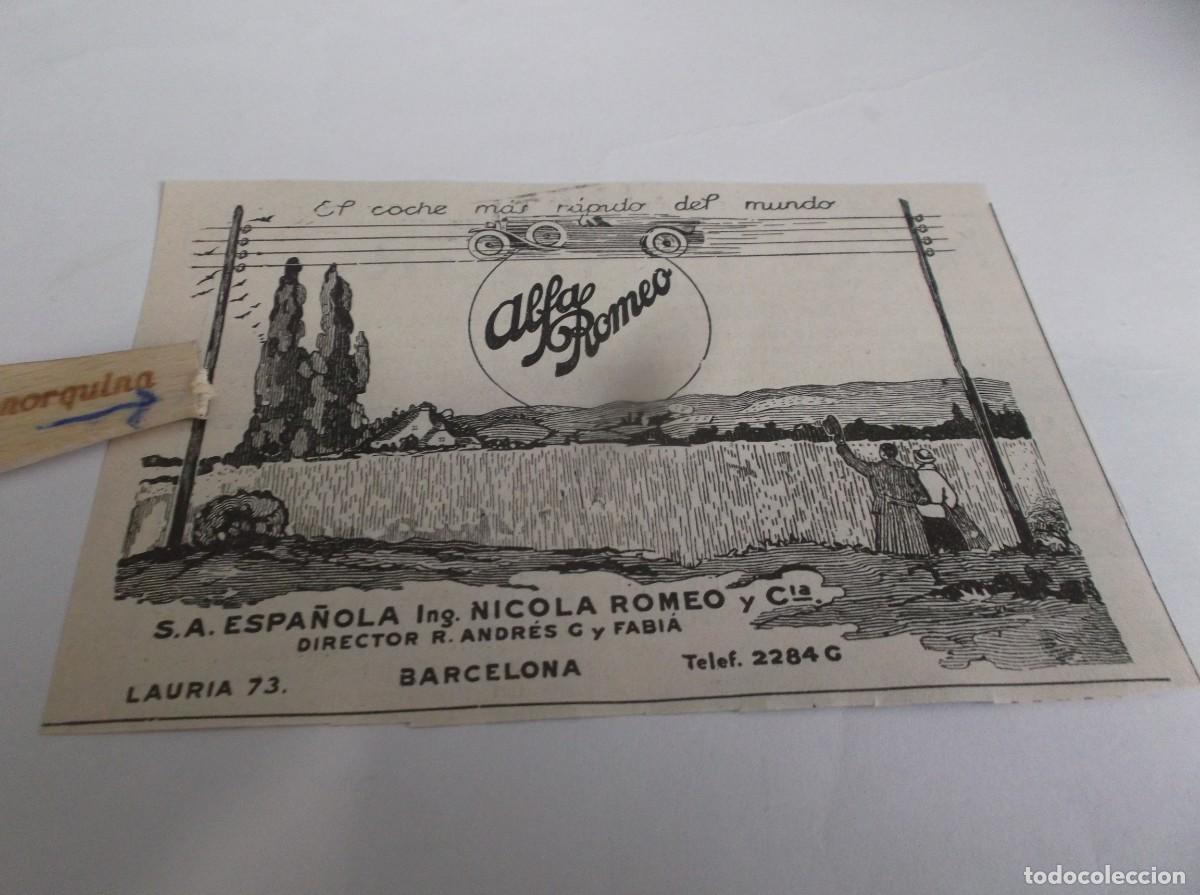 El coche más rápido del mundo
Alfa
Romeo
norquina
S.A. ESPAÑOLA Ing. NICOLA ROMEO y Cia.
DIRECTOR R. ANDRÉS G y FABIÁ
LAURIA 73.
BARCELONA
Telef. 2284 G
todocoleccion